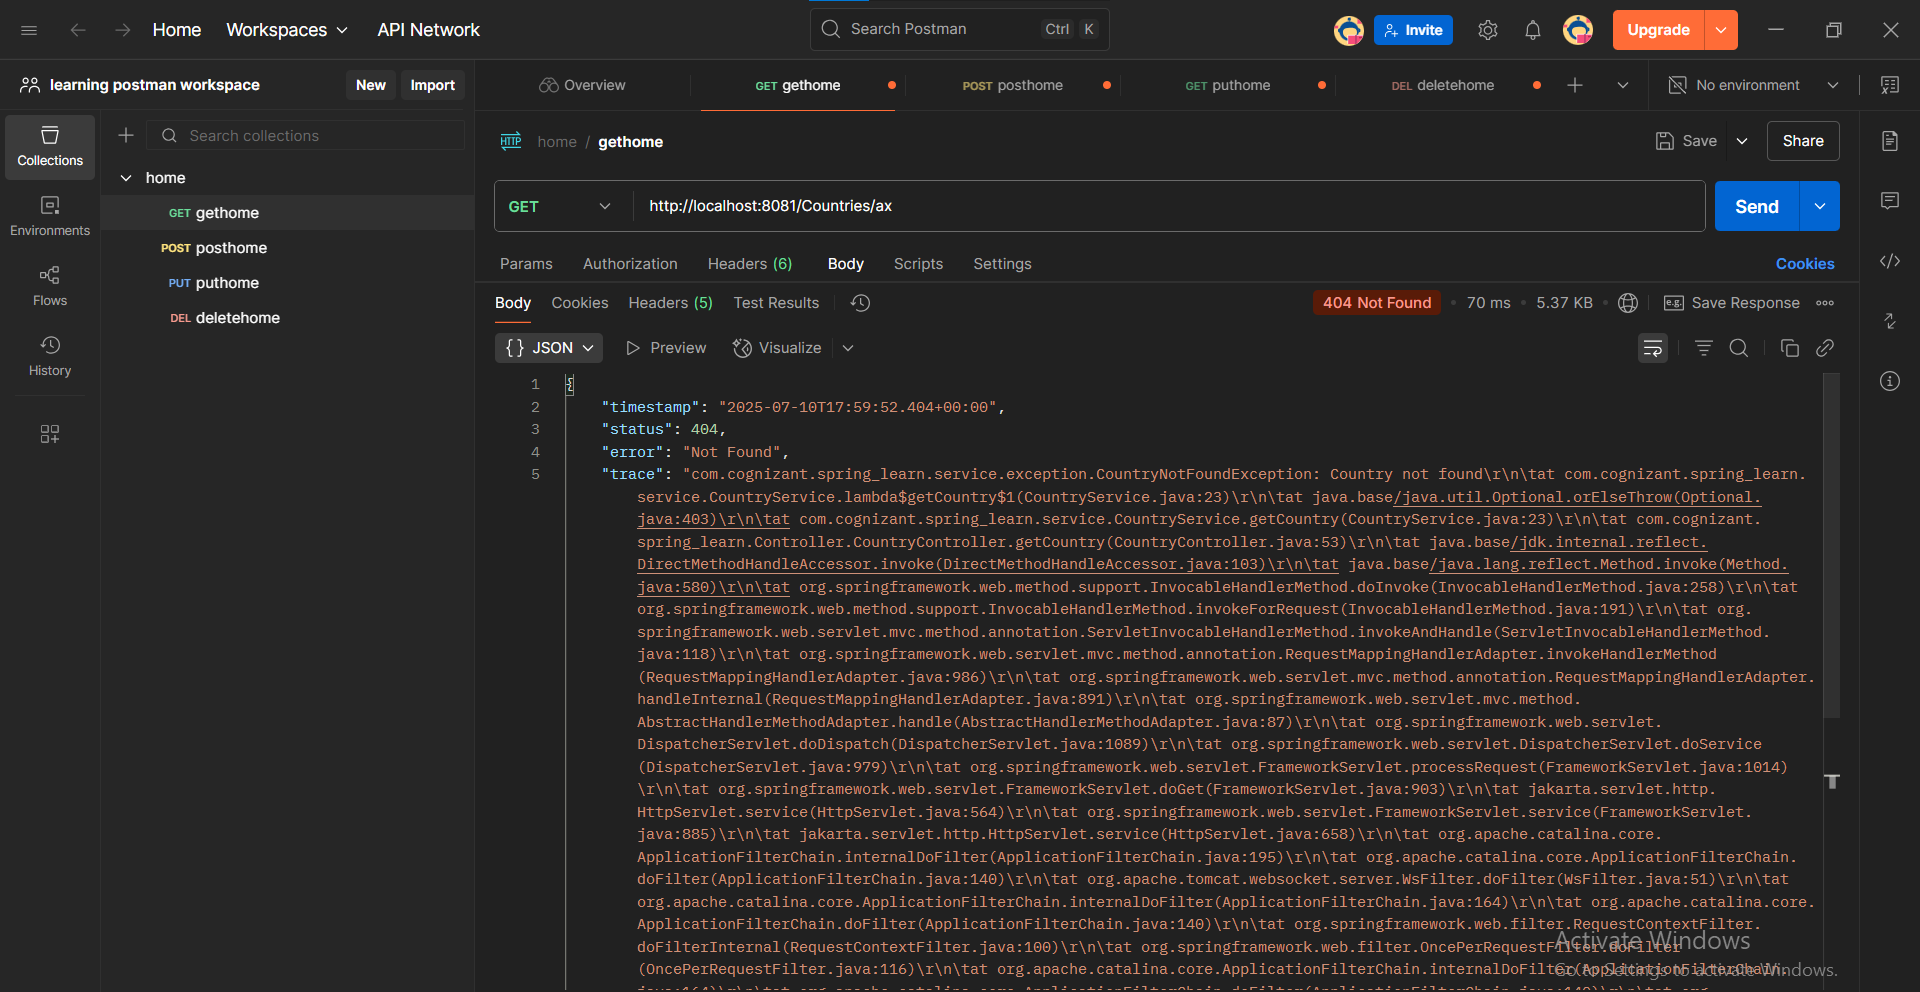 Home
Workspaces
API Network
Search Postman
Ctrl
K
Invite
Upgrade
learning postman workspace
New
Import
Overview
GET gethome
POST posthome
GET puthome
DEL deletehome
No environment
Collections
Environments
Flows
History
Search collections
home
GET gethome
POST posthome
PUT puthome
DEL deletehome
HTTP
home / gethome
Save
Share
GET
http://localhost:8081/Countries/ax
Send
Params
Authorization
Headers (6)
Body
Scripts
Settings
Cookies
Body
Cookies
Headers (5)
Test Results
404 Not Found
70 ms
5.37 KB
e.g.
Save Response
{} JSON
Preview
Visualize
1 {
2 "timestamp": "2025-07-10T17:59:52.404+00:00",
3 "status": 404,
4 "error": "Not Found",
5 "trace": "com.cognizant.spring_learn.service.exception.CountryNotFoundException: Country not found\r\n\tat com.cognizant.spring_learn.
service.CountryService.lambda$getCountry$1(CountryService.java:23)\r\n\tat java.base/java.util.Optional.orElseThrow(Optional.
java:403)\r\n\tat com.cognizant.spring_learn.service.CountryService.getCountry(CountryService.java:23)\r\n\tat com.cognizant.
spring_learn.Controller.CountryController.getCountry(CountryController.java:53)\r\n\tat java.base/jdk.internal.reflect.
DirectMethodHandleAccessor.invoke(DirectMethodHandleAccessor.java:103)\r\n\tat java.base/java.lang.reflect.Method.invoke(Method.
java:580)\r\n\tat org.springframework.web.method.support.InvocableHandlerMethod.doInvoke(InvocableHandlerMethod.java:258)\r\n\tat
org.springframework.web.method.support.InvocableHandlerMethod.invokeForRequest(InvocableHandlerMethod.java:191)\r\n\tat org.
springframework.web.servlet.mvc.method.annotation.ServletInvocableHandlerMethod.invokeAndHandle(ServletInvocableHandlerMethod.
java:118)\r\n\tat org.springframework.web.servlet.mvc.method.annotation.RequestMappingHandlerAdapter.invokeHandlerMethod
(RequestMappingHandlerAdapter.java:986)\r\n\tat org.springframework.web.servlet.mvc.method.annotation.RequestMappingHandlerAdapter.
handleInternal(RequestMappingHandlerAdapter.java:891)\r\n\tat org.springframework.web.servlet.mvc.method.
AbstractHandlerMethodAdapter.handle(AbstractHandlerMethodAdapter.java:87)\r\n\tat org.springframework.web.servlet.
DispatcherServlet.doDispatch(DispatcherServlet.java:1089)\r\n\tat org.springframework.web.servlet.DispatcherServlet.doService
(DispatcherServlet.java:979)\r\n\tat org.springframework.web.servlet.FrameworkServlet.processRequest(FrameworkServlet.java:1014)
\r\n\tat org.springframework.web.servlet.FrameworkServlet.doGet(FrameworkServlet.java:903)\r\n\tat jakarta.servlet.http.
HttpServlet.service(HttpServlet.java:564)\r\n\tat org.springframework.web.servlet.FrameworkServlet.service(FrameworkServlet.
java:885)\r\n\tat jakarta.servlet.http.HttpServlet.service(HttpServlet.java:658)\r\n\tat org.apache.catalina.core.
ApplicationFilterChain.internalDoFilter(ApplicationFilterChain.java:195)\r\n\tat org.apache.catalina.core.ApplicationFilterChain.
doFilter(ApplicationFilterChain.java:140)\r\n\tat org.apache.tomcat.websocket.server.WsFilter.doFilter(WsFilter.java:51)\r\n\tat
org.apache.catalina.core.ApplicationFilterChain.internalDoFilter(ApplicationFilterChain.java:164)\r\n\tat org.apache.catalina.core.
ApplicationFilterChain.doFilter(ApplicationFilterChain.java:140)\r\n\tat org.springframework.web.filter.RequestContextFilter.
doFilterInternal(RequestContextFilter.java:100)\r\n\tat org.springframework.web.filter.OncePerRequestFilter.doFilter
(OncePerRequestFilter.java:116)\r\n\tat org.apache.catalina.core.ApplicationFilterChain.internalDoFilter(ApplicationFilterChain.
Activate Windows
Go to Settings to activate Windows.